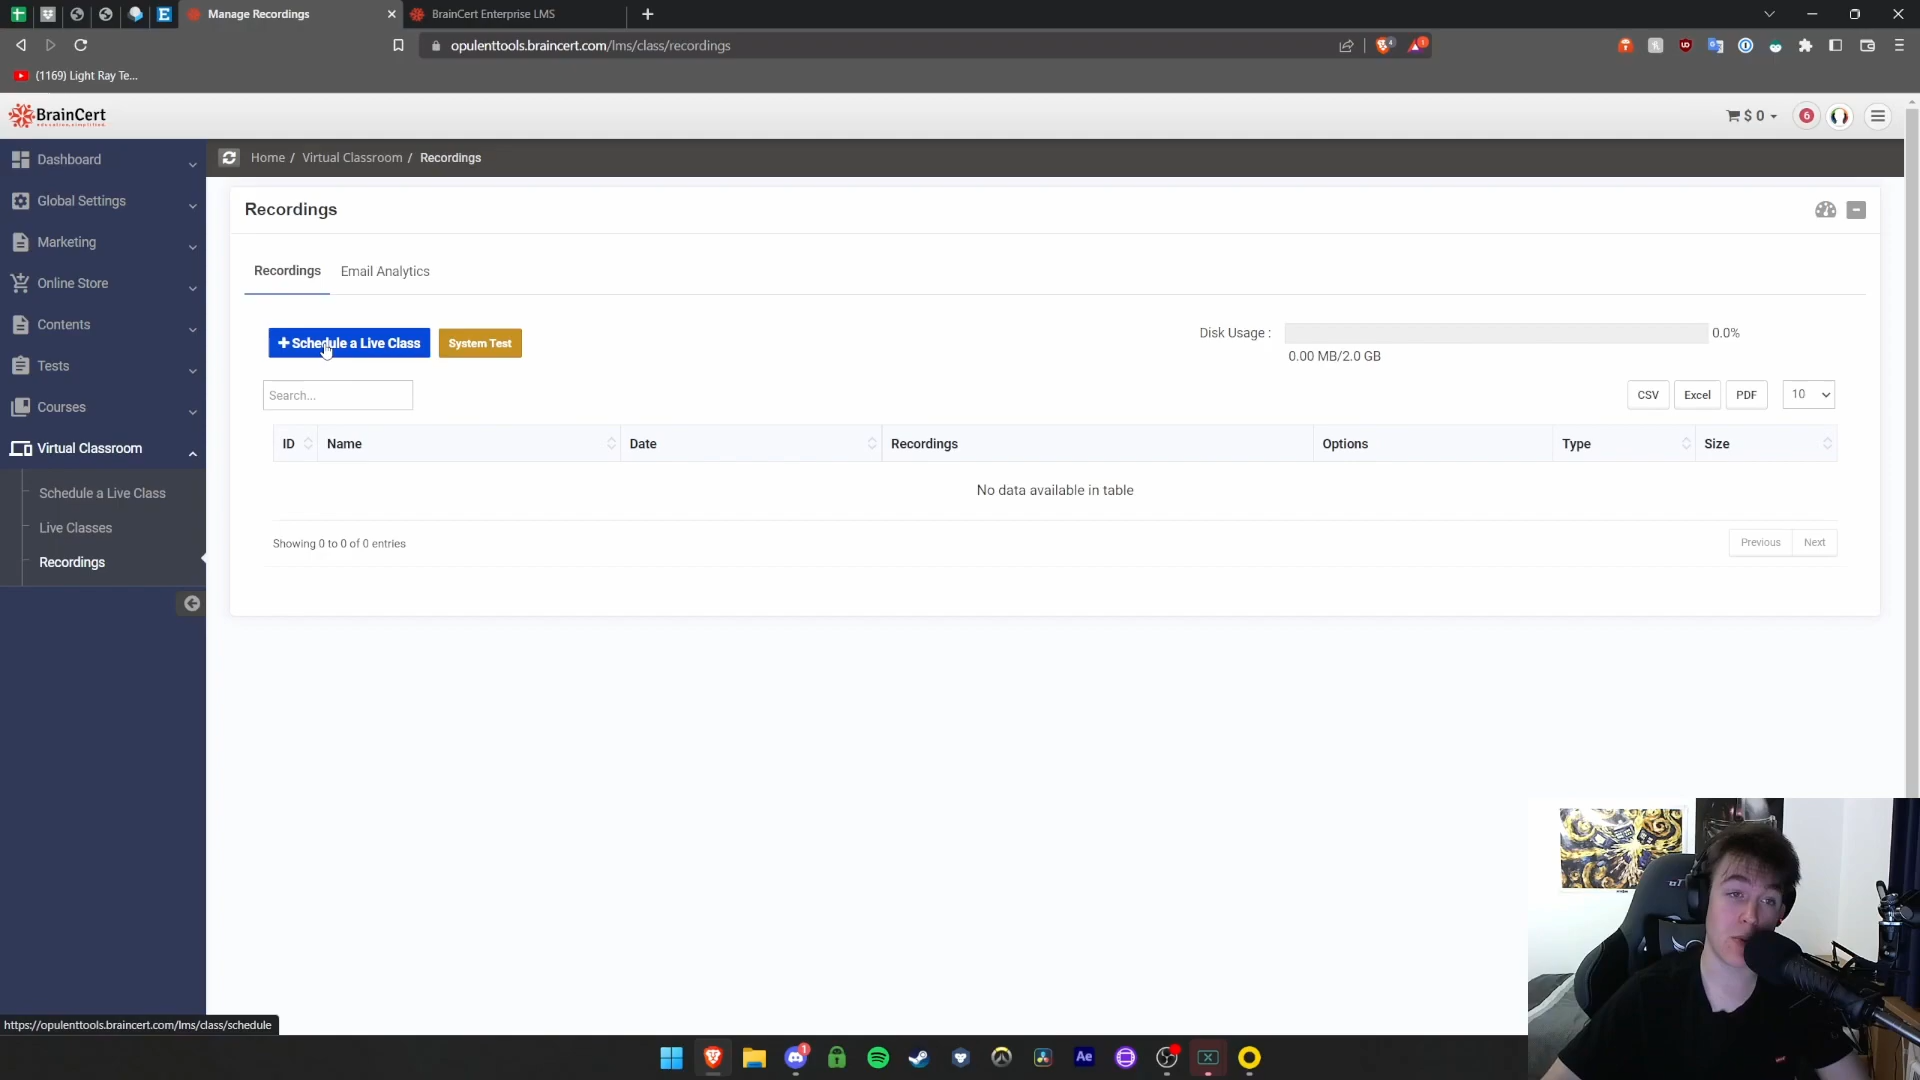 Manage Recordings
BrainCert Enterprise LMS
opulenttools.braincert.com/lms/class/recordings
(1169) Light Ray Te...
BrainCert
$ 0
6
Dashboard
Home / Virtual Classroom / Recordings
Global Settings
Marketing
Online Store
Contents
Tests
Courses
Virtual Classroom
Schedule a Live Class
Live Classes
Recordings
Recordings
Recordings
Email Analytics
+ Schedule a Live Class
System Test
Disk Usage :
0.0%
0.00 MB/2.0 GB
Search...
CSV
Excel
PDF
10
ID
Name
Date
Recordings
Options
Type
Size
No data available in table
Showing 0 to 0 of 0 entries
Previous
Next
https://opulenttools.braincert.com/lms/class/schedule
Ae